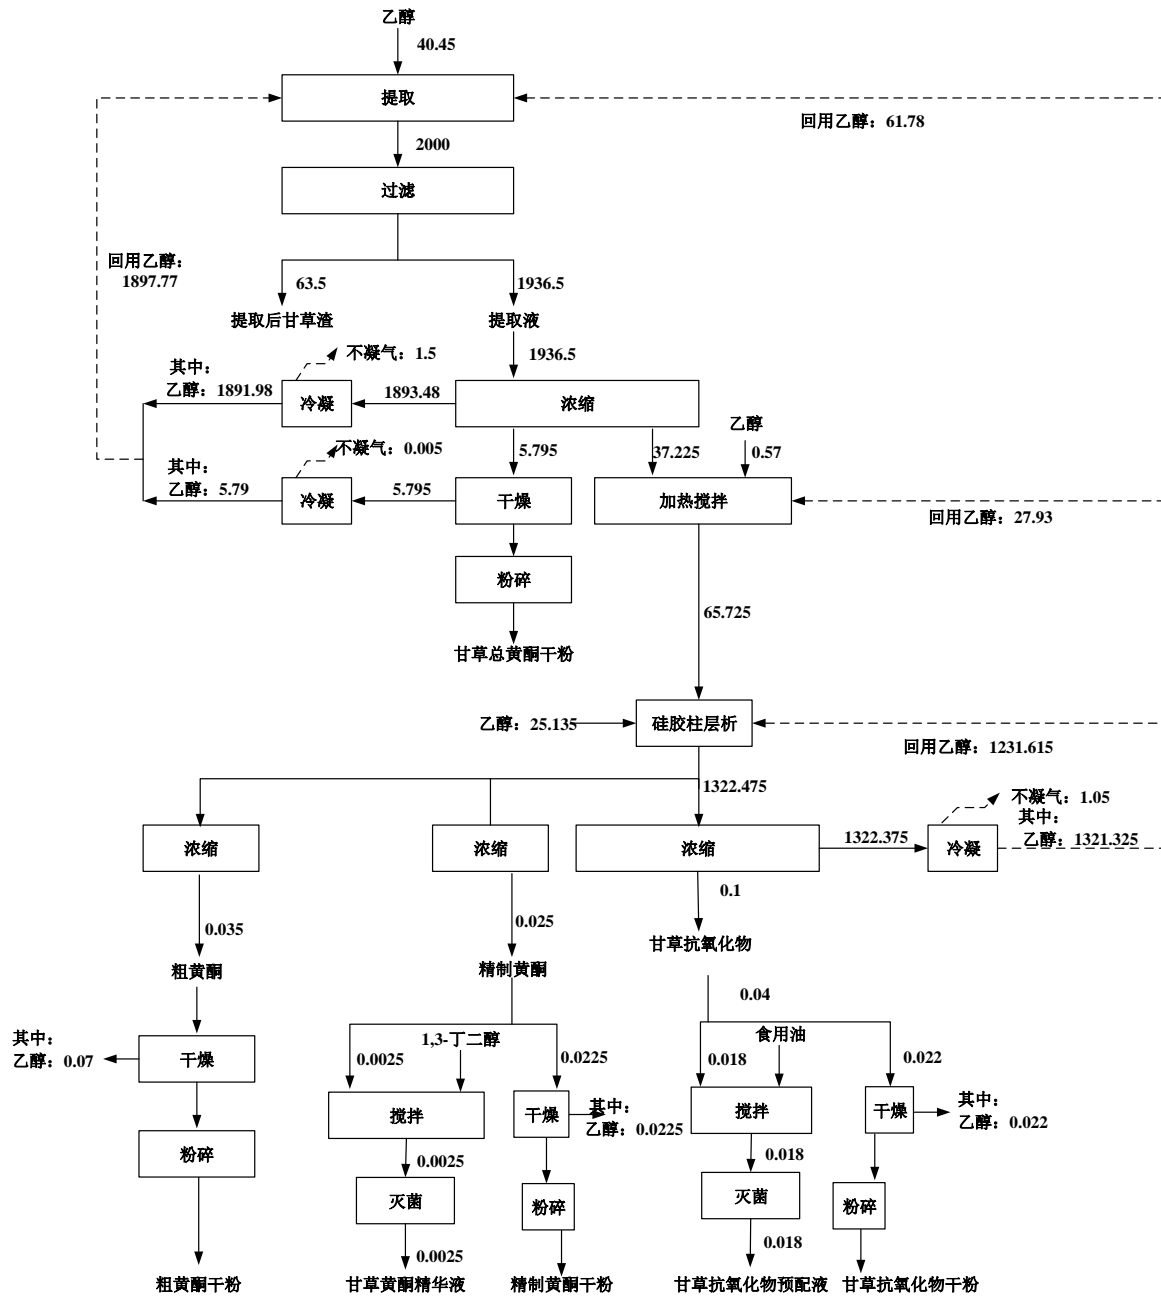 乙醇
40.45
提取
回用乙醇：61.78
2000
过滤
回用乙醇：
1897.77
63.5
1936.5
提取后甘草渣
提取液
不凝气：1.5
1936.5
其中：
乙醇：1891.98
冷凝
1893.48
浓缩
乙醇
不凝气：0.005
5.795
37.225
0.57
其中：
乙醇：5.79
冷凝
5.795
干燥
加热搅拌
回用乙醇：27.93
粉碎
65.725
甘草总黄酮干粉
乙醇：25.135
硅胶柱层析
回用乙醇：1231.615
1322.475
不凝气：1.05
其中：
乙醇：1321.325
浓缩
浓缩
浓缩
1322.375
冷凝
0.1
0.035
0.025
甘草抗氧化物
粗黄酮
精制黄酮
0.04
其中：
乙醇：0.07
干燥
1,3-丁二醇
食用油
0.0025
0.0225
0.018
0.022
搅拌
干燥
其中：
乙醇：0.0225
搅拌
干燥
其中：
乙醇：0.022
粉碎
0.0025
0.018
灭菌
粉碎
灭菌
粉碎
0.0025
0.018
粗黄酮干粉
甘草黄酮精华液
精制黄酮干粉
甘草抗氧化物预配液
甘草抗氧化物干粉